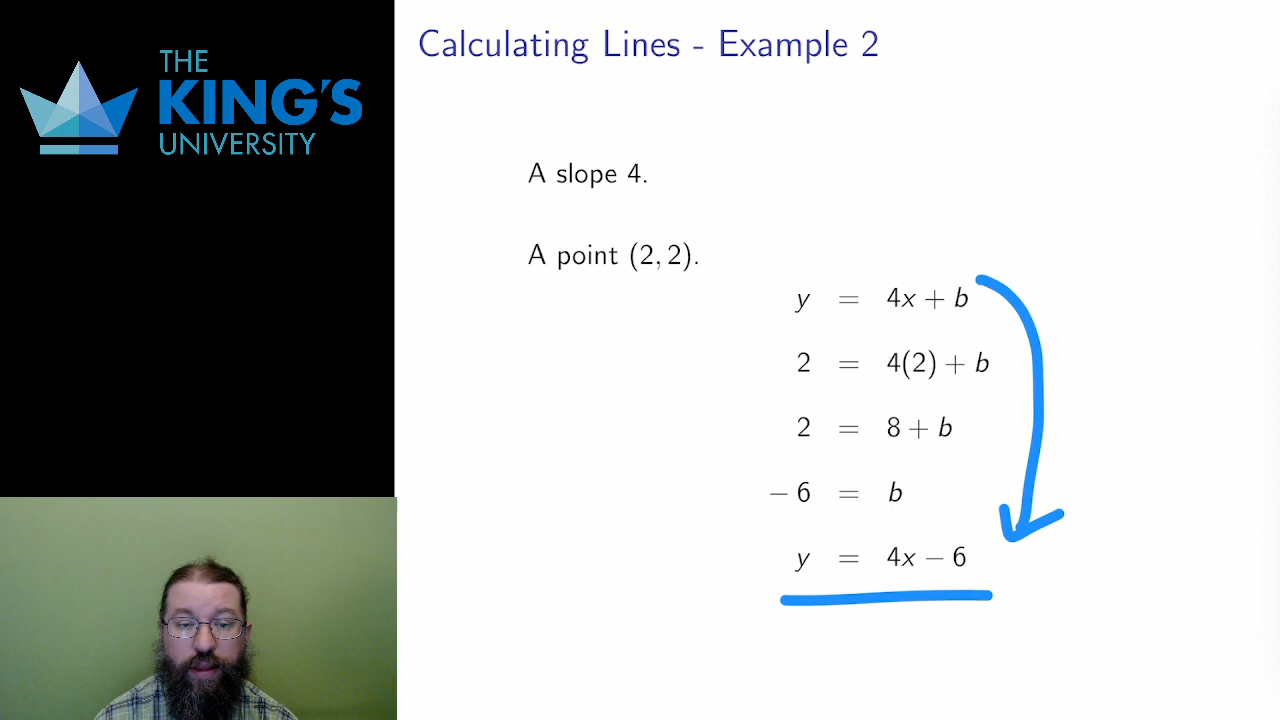 THE
KING'S
UNIVERSITY
Calculating Lines - Example 2
A slope 4.
A point (2, 2).
y = 4x + b
2 = 4(2) + b
2 = 8 + b
− 6 = b
y = 4x − 6